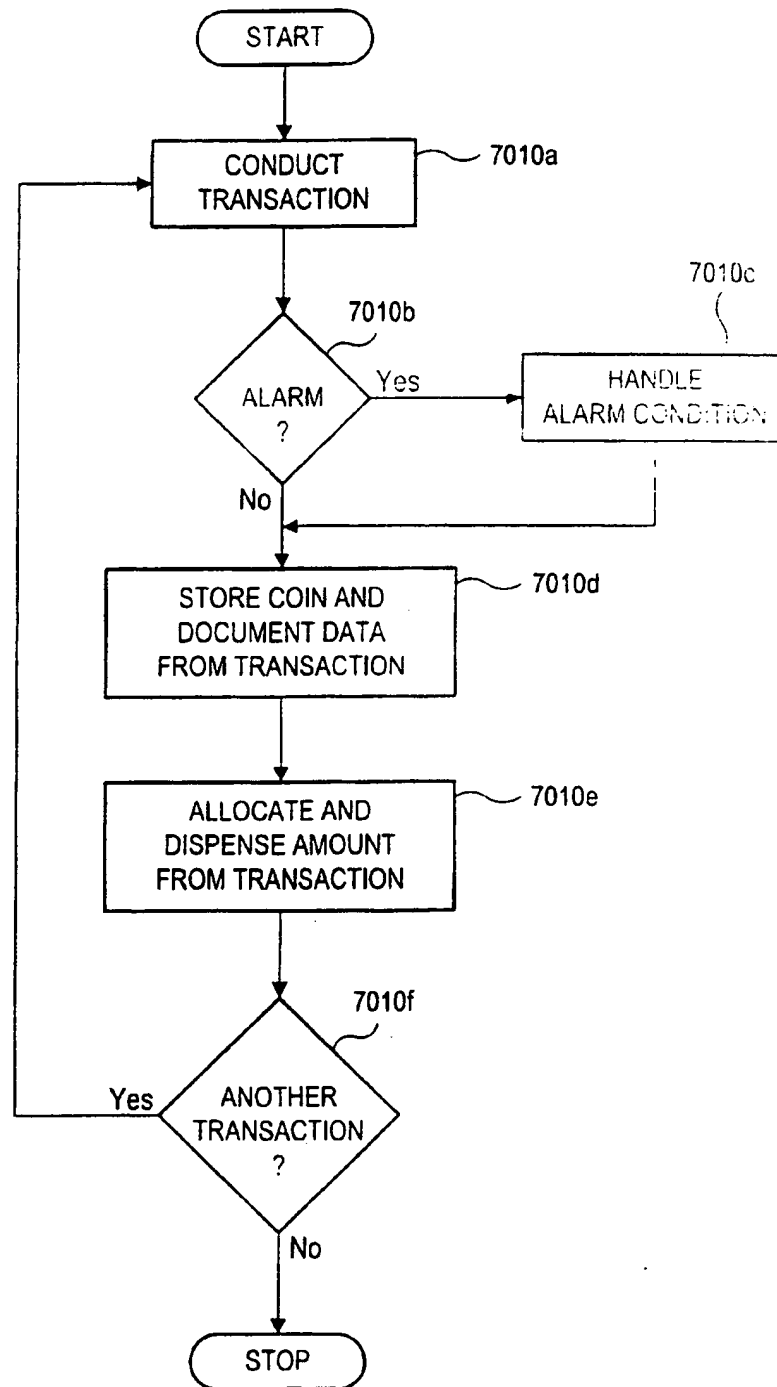 START
CONDUCT
TRANSACTION
7010a
7010b
ALARM
?
Yes
7010c
HANDLE
ALARM CONDITION
No
STORE COIN AND
DOCUMENT DATA
FROM TRANSACTION
7010d
ALLOCATE AND
DISPENSE AMOUNT
FROM TRANSACTION
7010e
7010f
ANOTHER
TRANSACTION
?
Yes
No
STOP